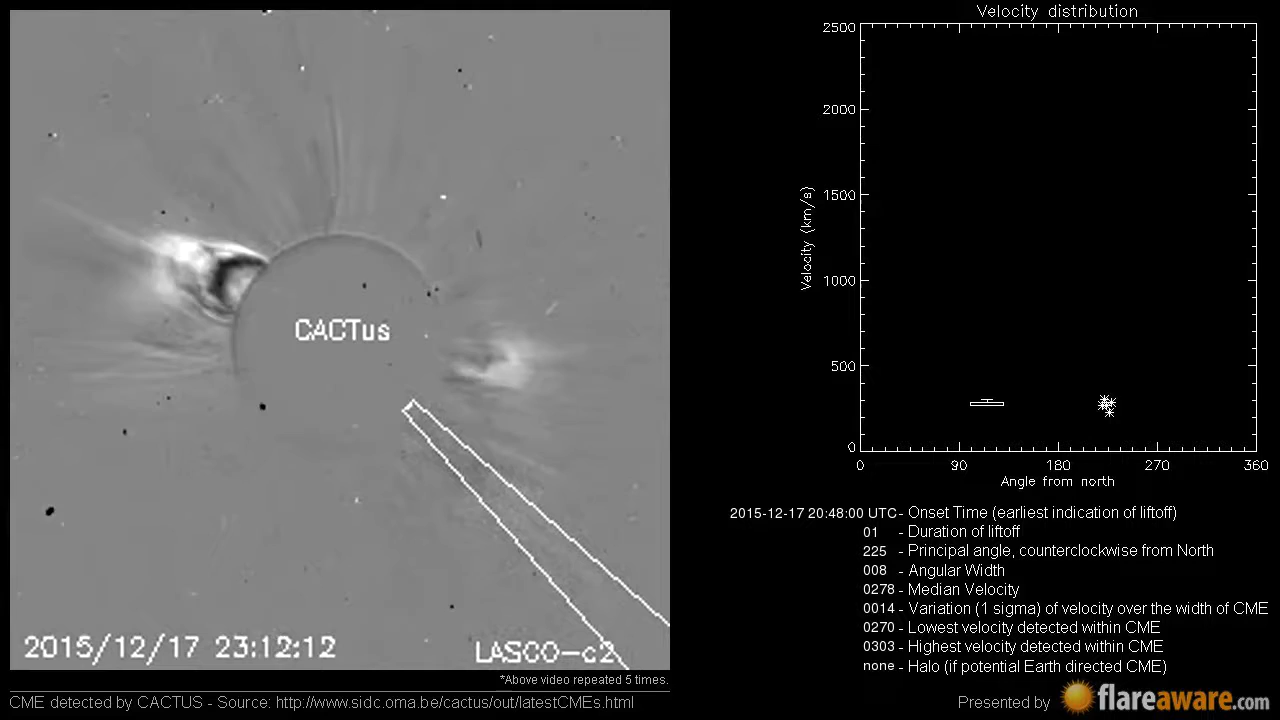 CACTus
2015/12/17 23:12:12
LASCO-c2
*Above video repeated 5 times.
CME detected by CACTUS - Source: http://www.sidc.oma.be/cactus/out/latestCMEs.html
Velocity distribution
2500
2000
1500
1000
500
0
Velocity (km/s)
0 90 180 270 360
Angle from north
2015-12-17 20:48:00 UTC - Onset Time (earliest indication of liftoff)
01 - Duration of liftoff
225 - Principal angle, counterclockwise from North
008 - Angular Width
0278 - Median Velocity
0014 - Variation (1 sigma) of velocity over the width of CME
0270 - Lowest velocity detected within CME
0303 - Highest velocity detected within CME
none - Halo (if potential Earth directed CME)
Presented by flareaware.com